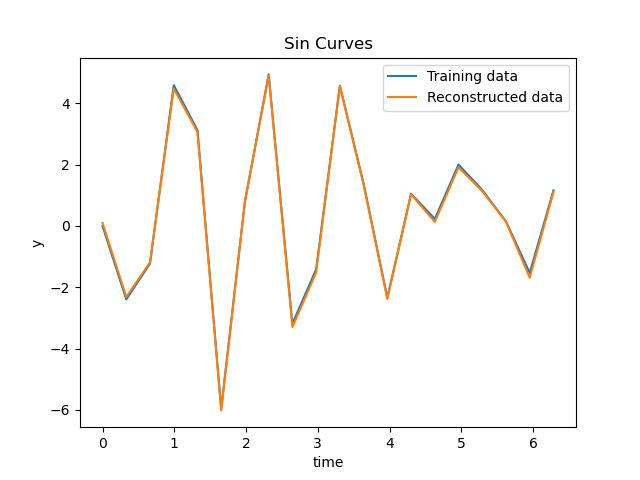 Sin Curves
Training data
Reconstructed data
4
2
0
−2
−4
−6
y
0 1 2 3 4 5 6
time